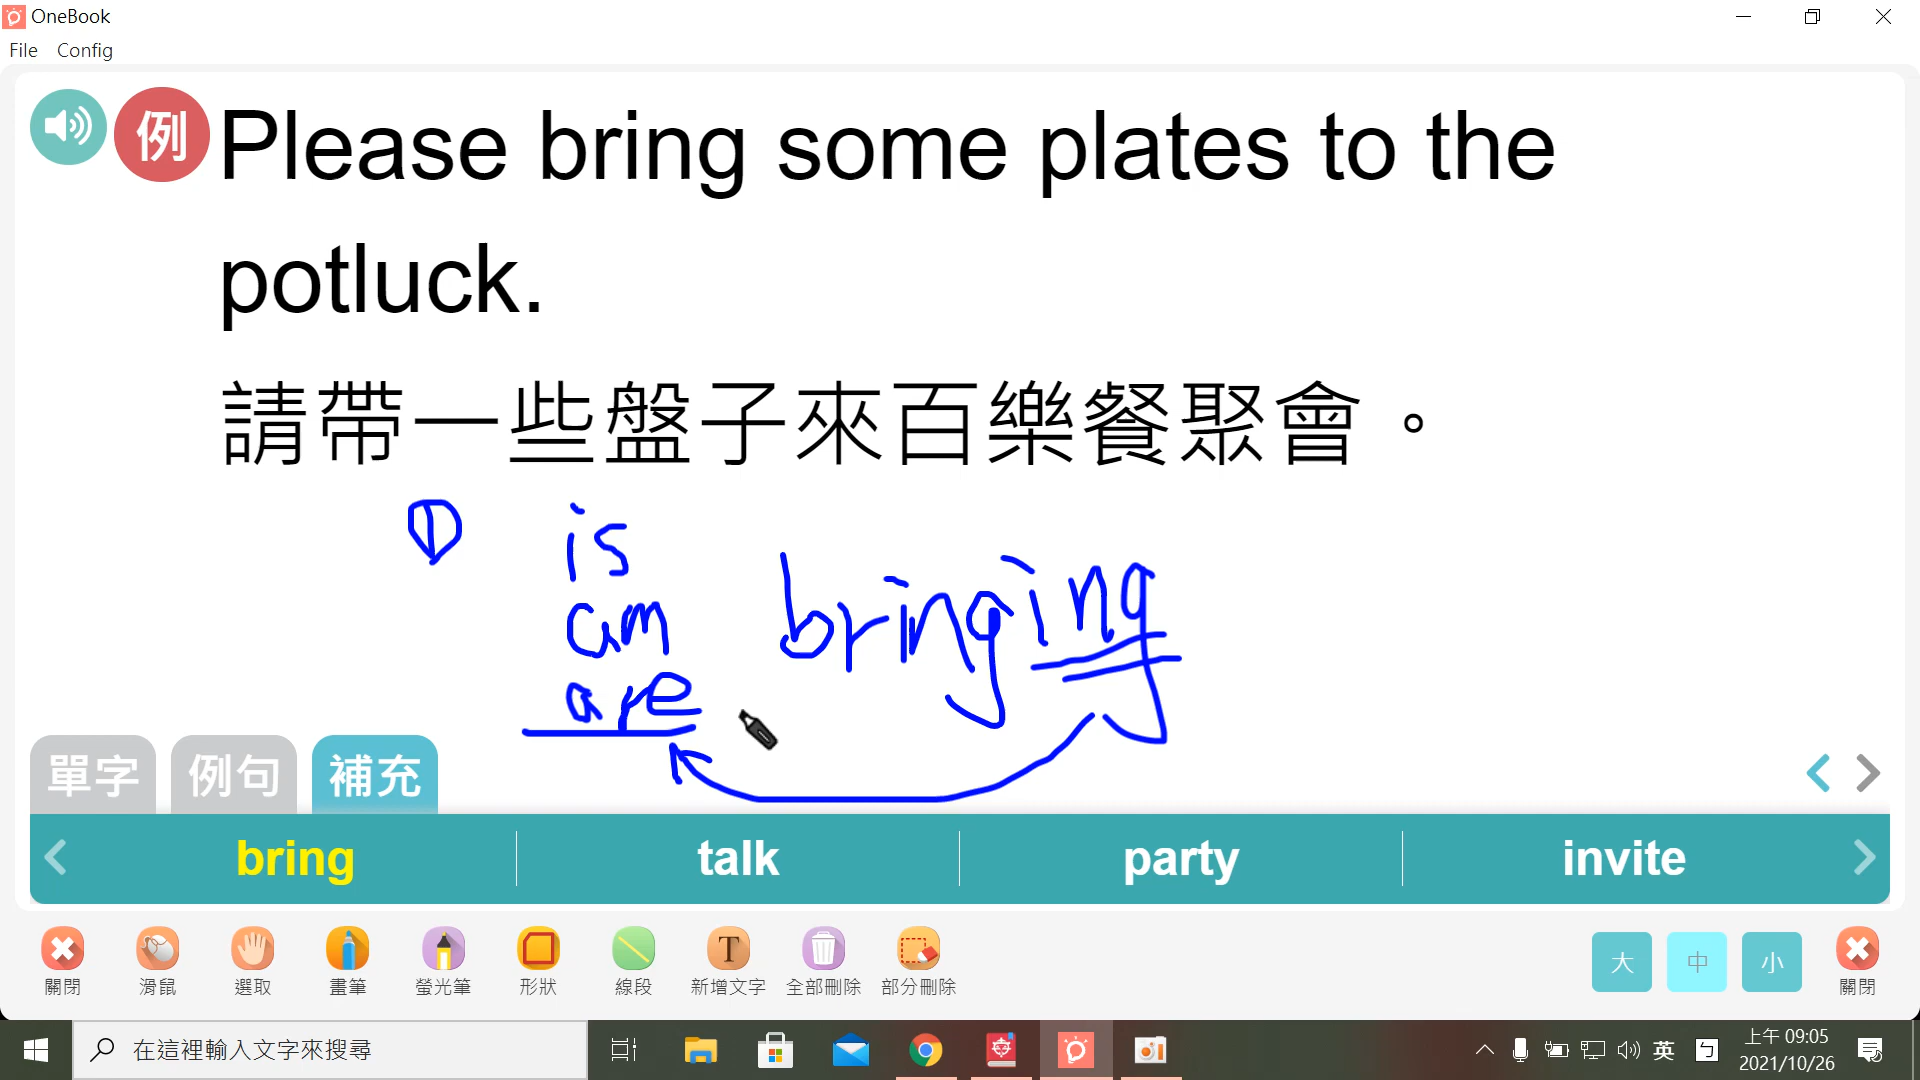 OneBook
File Config
例 Please bring some plates to the
potluck.
請帶一些盤子來百樂餐聚會。
① is
am bringing
are
單字 例句 補充
bring talk party invite
關閉 滑鼠 選取 畫筆 螢光筆 形狀 線段 新增文字 全部刪除 部分刪除 大 中 小 關閉
在這裡輸入文字來搜尋 英 ㄅ 上午 09:05
2021/10/26